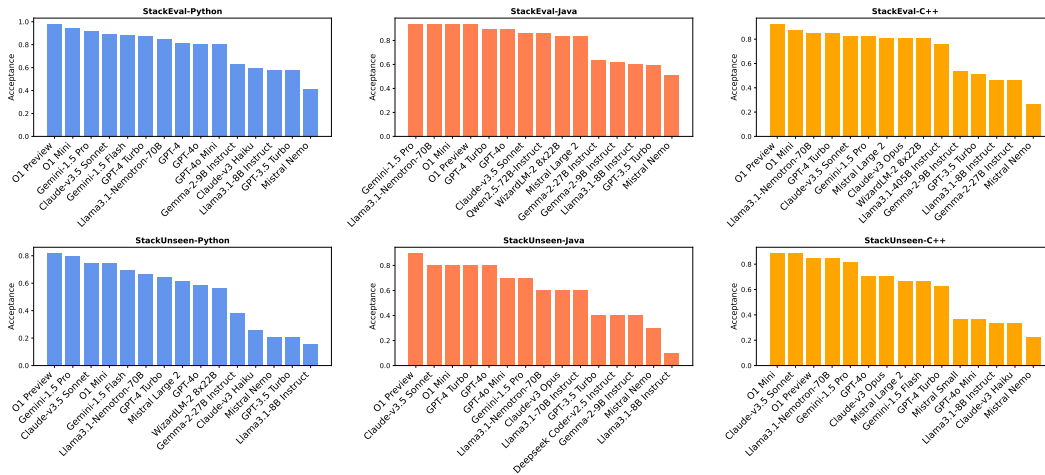 StackEval-Python
Acceptance
1.0
0.8
0.6
0.4
0.2
0.0
O1 Preview
O1 Mini
Gemini-1.5 Pro
Claude-v3.5 Sonnet
Gemini-1.5 Flash
GPT-4 Turbo
Llama3.1-Nemotron-70B
GPT-4
GPT-4o
GPT-4o Mini
Gemma-2-9B Instruct
Claude-v3 Haiku
Llama3.1-8B Instruct
GPT-3.5 Turbo
Mistral Nemo
StackEval-Java
Acceptance
0.8
0.6
0.4
0.2
0.0
Gemini-1.5 Pro
Llama3.1-Nemotron-70B
O1 Mini
O1 Preview
GPT-4 Turbo
GPT-4o
Claude-v3.5 Sonnet
Qwen2.5-72B-Instruct
WizardLM-2 8x22B
Mistral Large 2
Gemma-2-27B Instruct
Gemma-2-9B Instruct
Llama3.1-8B Instruct
GPT-3.5 Turbo
Mistral Nemo
StackEval-C++
Acceptance
0.8
0.6
0.4
0.2
0.0
O1 Preview
O1 Mini
Llama3.1-Nemotron-70B
GPT-4 Turbo
Claude-v3.5 Sonnet
Gemini-1.5 Pro
Mistral Large 2
Claude-v3 Opus
WizardLM-2 8x22B
Llama3.1-405B Instruct
Gemma-2-9B Instruct
GPT-3.5 Turbo
Llama3.1-8B Instruct
Gemma-2-27B Instruct
Mistral Nemo
StackUnseen-Python
Acceptance
0.8
0.6
0.4
0.2
0.0
O1 Preview
Gemini-1.5 Pro
Claude-v3.5 Sonnet
O1 Mini
Gemini-1.5 Flash
Llama3.1-Nemotron-70B
GPT-4 Turbo
Mistral Large 2
GPT-4o
WizardLM-2 8x22B
Gemma-2-27B Instruct
Claude-v3 Haiku
Mistral Nemo
GPT-3.5 Turbo
Llama-3.1-8B Instruct
StackUnseen-Java
Acceptance
0.8
0.6
0.4
0.2
0.0
O1 Preview
Claude-v3.5 Sonnet
O1 Mini
GPT-4 Turbo
GPT-4o
GPT-4o Mini
Gemini-1.5 Pro
Llama3.1-Nemotron-70B
Claude-v3 Opus
Llama3.1-70B Instruct
GPT-3.5 Turbo
Deepseek Coder-v2.5 Instruct
Gemma-2-9B Instruct
Mistral Nemo
Llama-3.1-8B Instruct
StackUnseen-C++
Acceptance
0.8
0.6
0.4
0.2
0.0
O1 Mini
Claude-v3.5 Sonnet
O1 Preview
Llama3.1-Nemotron-70B
Gemini-1.5 Pro
GPT-4o
Claude-v3 Opus
Mistral Large 2
Gemini-1.5 Flash
GPT-4 Turbo
Mistral Small
GPT-4o Mini
Llama3.1-8B Instruct
Claude-v3 Haiku
Mistral Nemo